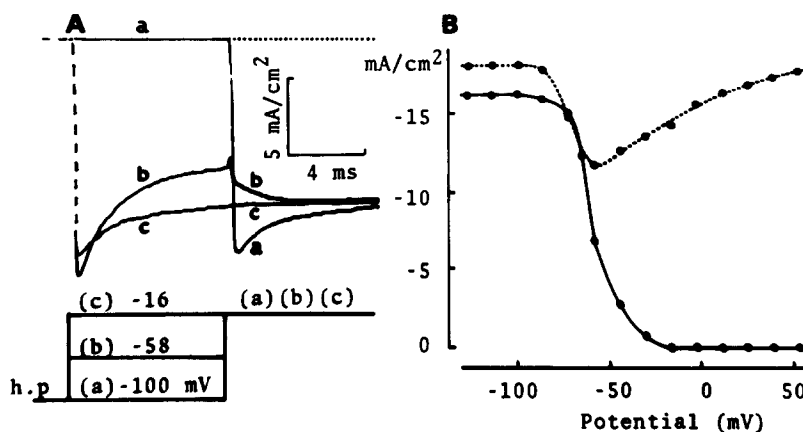 A
a
b
c
b
c
a
5 mA/cm2
4 ms
(c) -16
(a)(b)(c)
(b) -58
h.p
(a)-100 mV
B
mA/cm2
-15
-10
-5
0
-100
-50
0
50
Potential (mV)